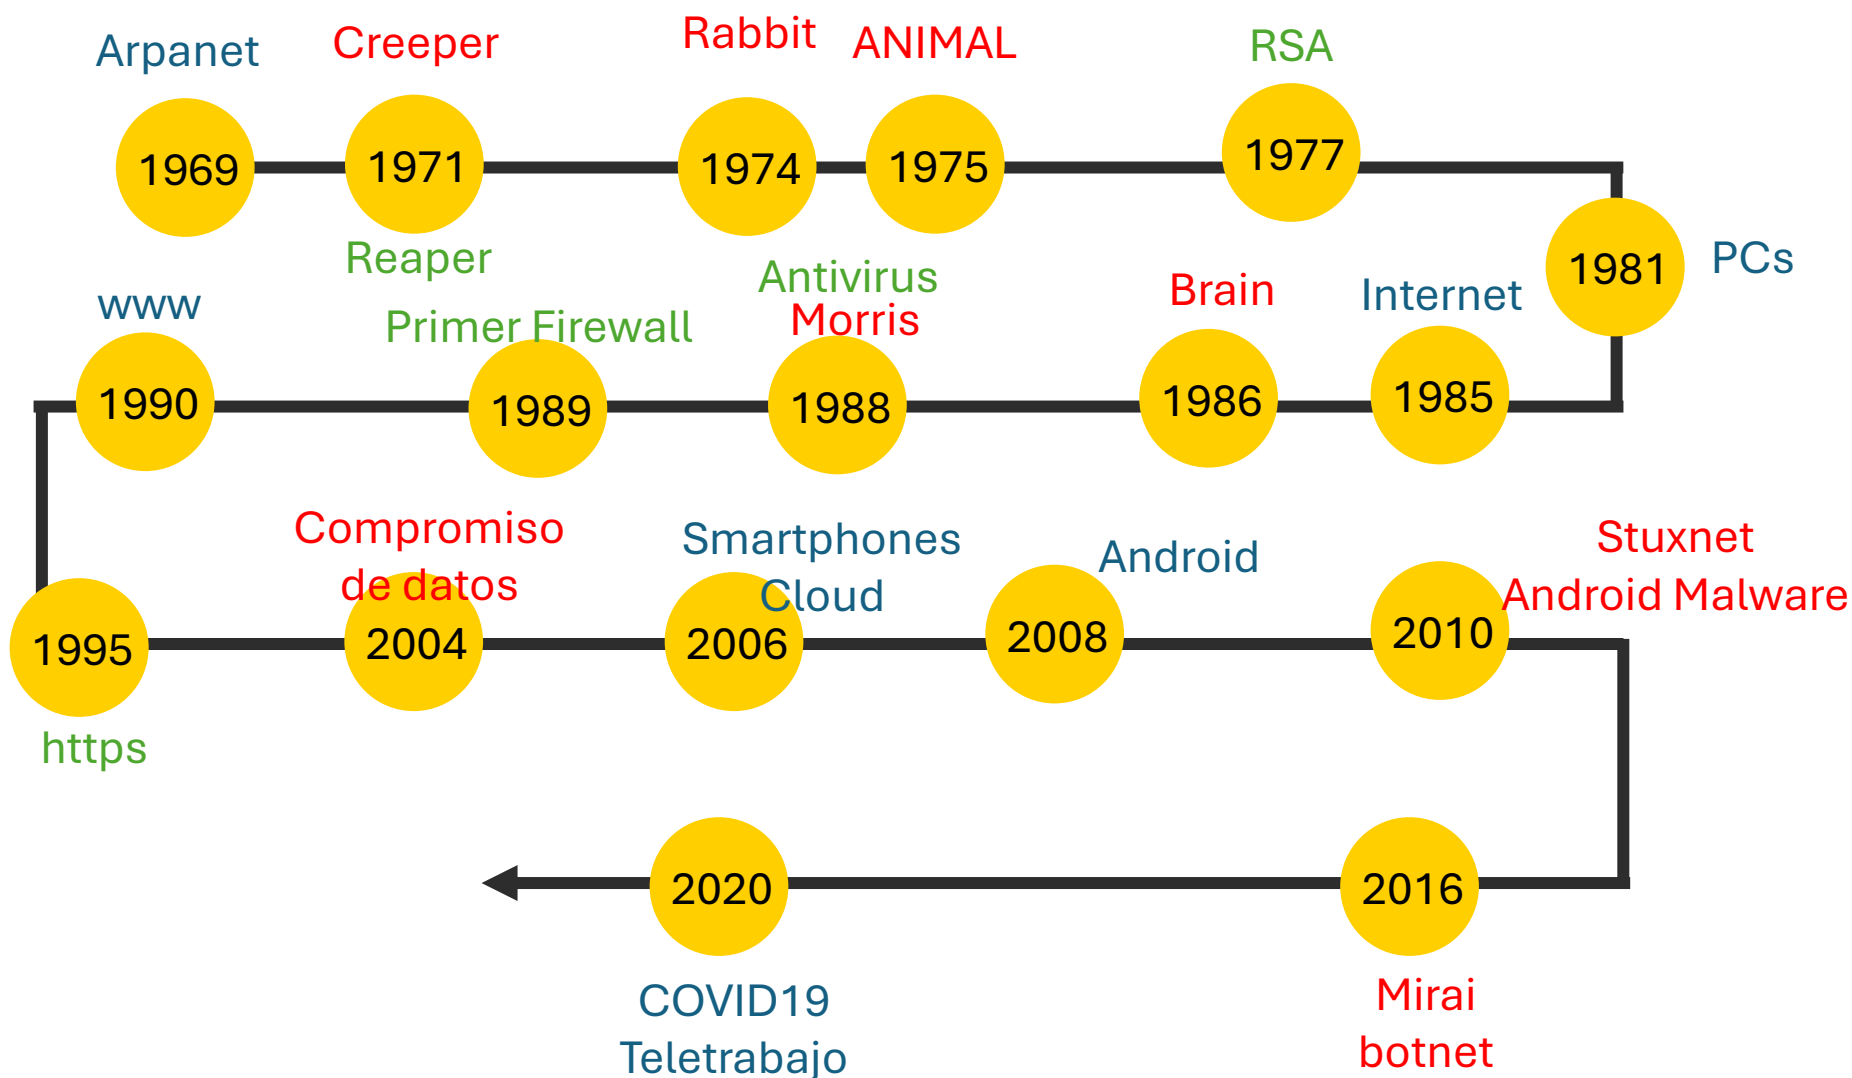 Arpanet
Creeper
Rabbit
ANIMAL
RSA
1969
1971
1974
1975
1977
Reaper
1981
PCs
Internet
Brain
Antivirus
Morris
Primer Firewall
www
1985
1986
1988
1989
1990
Compromiso
de datos
Smartphones
Cloud
Android
Stuxnet
Android Malware
1995
2004
2006
2008
2010
https
2016
2020
Mirai
botnet
COVID19
Teletrabajo